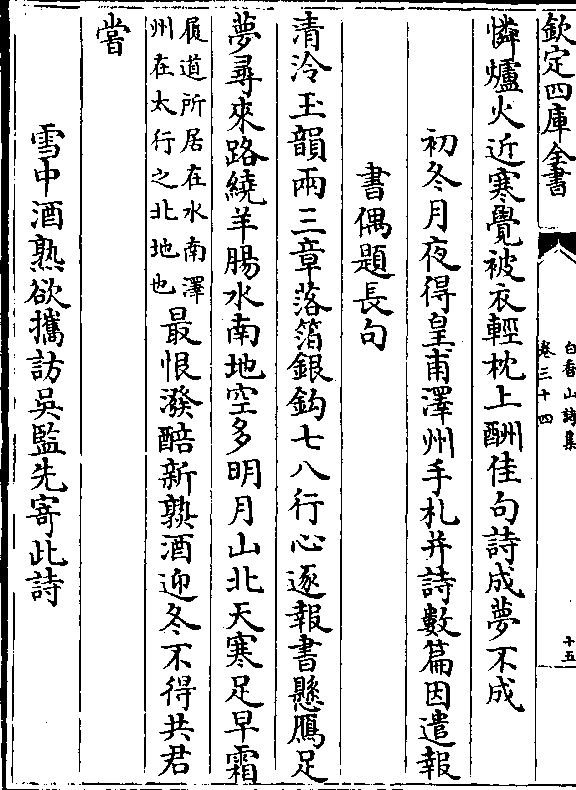 欽定四庫全書
白香山詩集
卷三十四
十五
憐爐火近寒覺被衣輕枕上酬佳句詩成夢不成
初冬月夜得皇甫澤州手札并詩數篇因遣報
書偶題長句
清泠玉韻兩三章落箔銀鈎七八行心逐報書懸鴈足
夢尋來路繞羊腸水南地空多明月山北天寒足早霜
履道所居在水南澤
州在太行之北地也
最恨潑醅新熟酒迎冬不得共君
嘗
雪中酒熟欲攜訪吳監先寄此詩